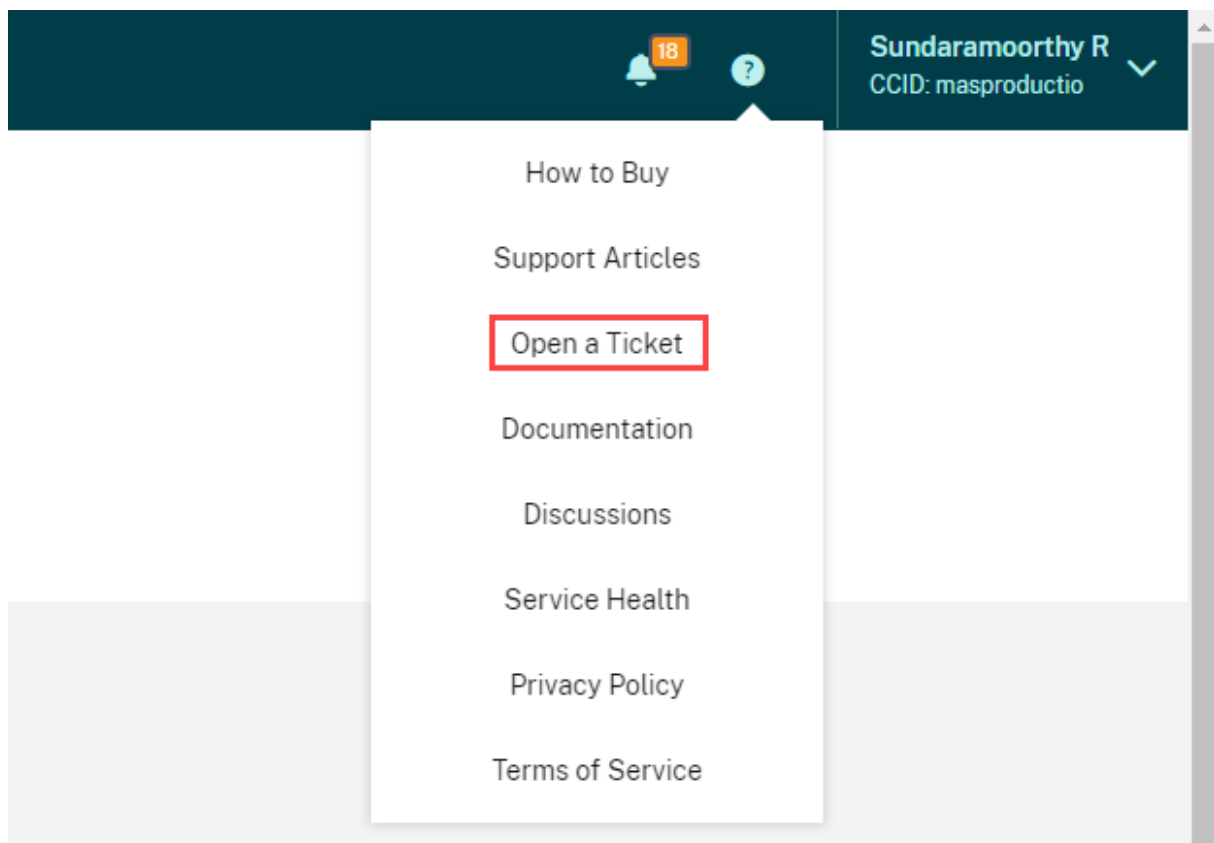 18
?
Sundaramoorthy R
CCID: masproductio
How to Buy
Support Articles
Open a Ticket
Documentation
Discussions
Service Health
Privacy Policy
Terms of Service